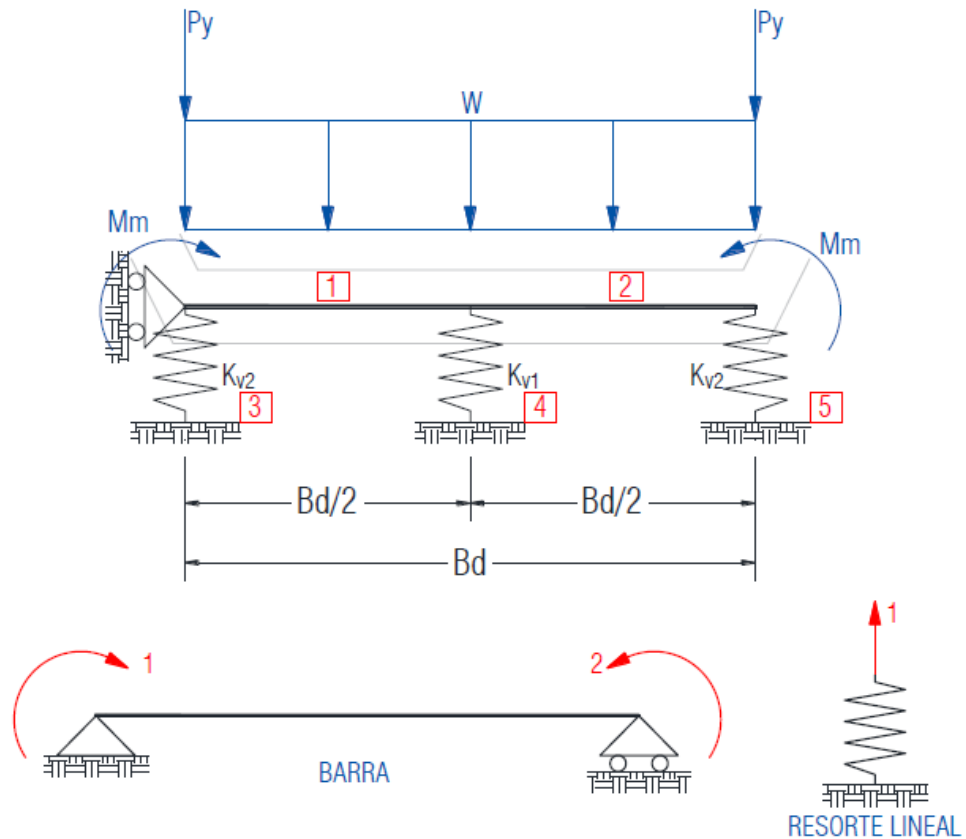 Py Py
W
Mm Mm
1 2
Kv2 Kv1 Kv2
3 4 5
Bd/2 Bd/2
Bd
1 2 1
BARRA
RESORTE LINEAL